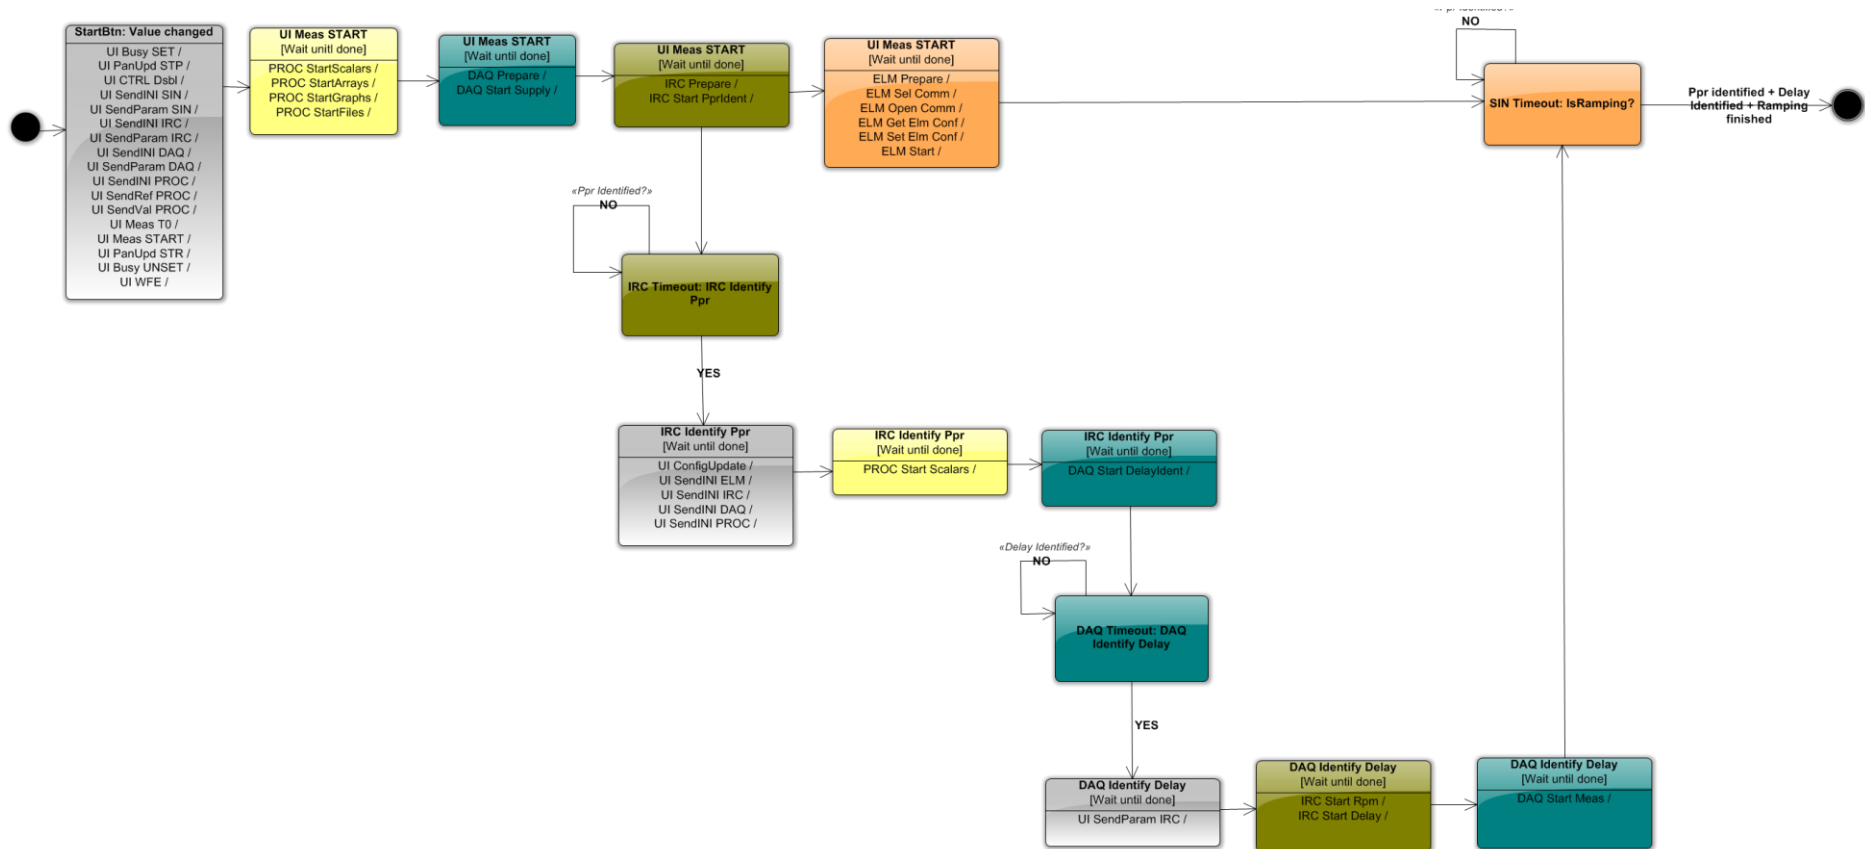 StartBtn: Value changed
UI Busy SET /
UI PanUpd STP /
UI CTRL Dsbl /
UI SendINI SIN /
UI SendParam SIN /
UI SendINI IRC /
UI SendParam IRC /
UI SendINI DAQ /
UI SendParam DAQ /
UI SendINI PROC /
UI SendRef PROC /
UI SendVal PROC /
UI Meas T0 /
UI Meas START /
UI PanUpd STR /
UI Busy UNSET /
UI WFE /
UI Meas START
[Wait unitl done]
PROC StartScalars /
PROC StartArrays /
PROC StartGraphs /
PROC StartFiles /
UI Meas START
[Wait until done]
DAQ Prepare /
DAQ Start Supply /
UI Meas START
[Wait until done]
IRC Prepare /
IRC Start PprIdent /
UI Meas START
[Wait until done]
ELM Prepare /
ELM Sel Comm /
ELM Open Comm /
ELM Get Elm Conf /
ELM Set Elm Conf /
ELM Start /
NO
SIN Timeout: IsRamping?
Ppr identified + Delay
Identified + Ramping
finished
«Ppr Identified?»
NO
IRC Timeout: IRC Identify
Ppr
YES
IRC Identify Ppr
[Wait until done]
UI ConfigUpdate /
UI SendINI ELM /
UI SendINI IRC /
UI SendINI DAQ /
UI SendINI PROC /
IRC Identify Ppr
[Wait until done]
PROC Start Scalars /
IRC Identify Ppr
[Wait until done]
DAQ Start DelayIdent /
«Delay Identified?»
NO
DAQ Timeout: DAQ
Identify Delay
YES
DAQ Identify Delay
[Wait until done]
UI SendParam IRC /
DAQ Identify Delay
[Wait until done]
IRC Start Rpm /
IRC Start Delay /
DAQ Identify Delay
[Wait until done]
DAQ Start Meas /